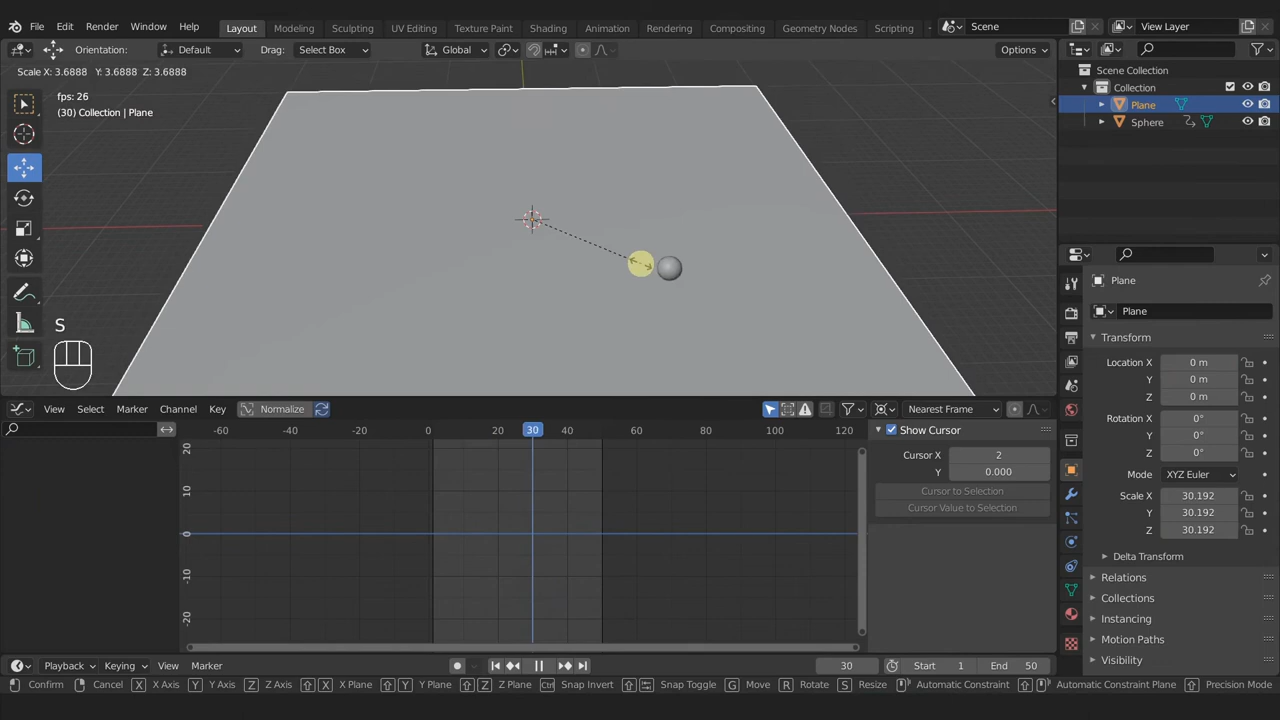 File Edit Render Window Help Layout Modeling Sculpting UV Editing Texture Paint Shading Animation Rendering Compositing Geometry Nodes Scripting Scene View Layer
Orientation: Default Drag: Select Box Global Options
Scale X: 3.6888 Y: 3.6888 Z: 3.6888
fps: 26
(30) Collection | Plane
S
Scene Collection
Collection
Plane
Sphere
Plane
Plane
Transform
Location X 0 m
Y 0 m
Z 0 m
Rotation X 0°
Y 0°
Z 0°
Mode XYZ Euler
Scale X 30.192
Y 30.192
Z 30.192
Delta Transform
Relations
Collections
Instancing
Motion Paths
Visibility
View Select Marker Channel Key Normalize Nearest Frame
-60 -40 -20 0 20 30 40 60 80 100 120
20
10
0
-10
-20
Show Cursor
Cursor X 2
Y 0.000
Cursor to Selection
Cursor Value to Selection
Playback Keying View Marker 30 Start 1 End 50
Confirm Cancel X X Axis Y Y Axis Z Z Axis X X Plane Y Y Plane Z Z Plane Ctrl Snap Invert Snap Toggle G Move R Rotate S Resize Automatic Constraint Automatic Constraint Plane Precision Mode